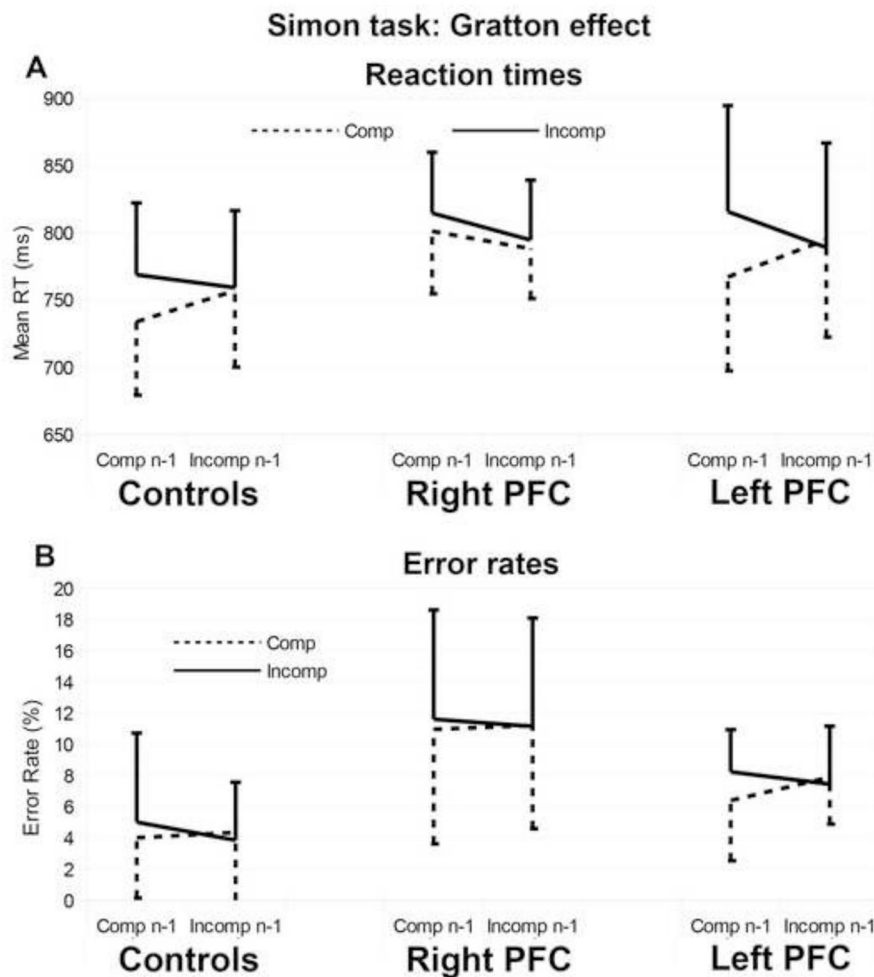 Simon task: Gratton effect
A
Reaction times
900
850
800
750
700
650
Mean RT (ms)
Comp
Incomp
Comp n-1 Incomp n-1
Controls
Comp n-1 Incomp n-1
Right PFC
Comp n-1 Incomp n-1
Left PFC
B
Error rates
20
18
16
14
12
10
8
6
4
2
0
Error Rate (%)
Comp
Incomp
Comp n-1 Incomp n-1
Controls
Comp n-1 Incomp n-1
Right PFC
Comp n-1 Incomp n-1
Left PFC